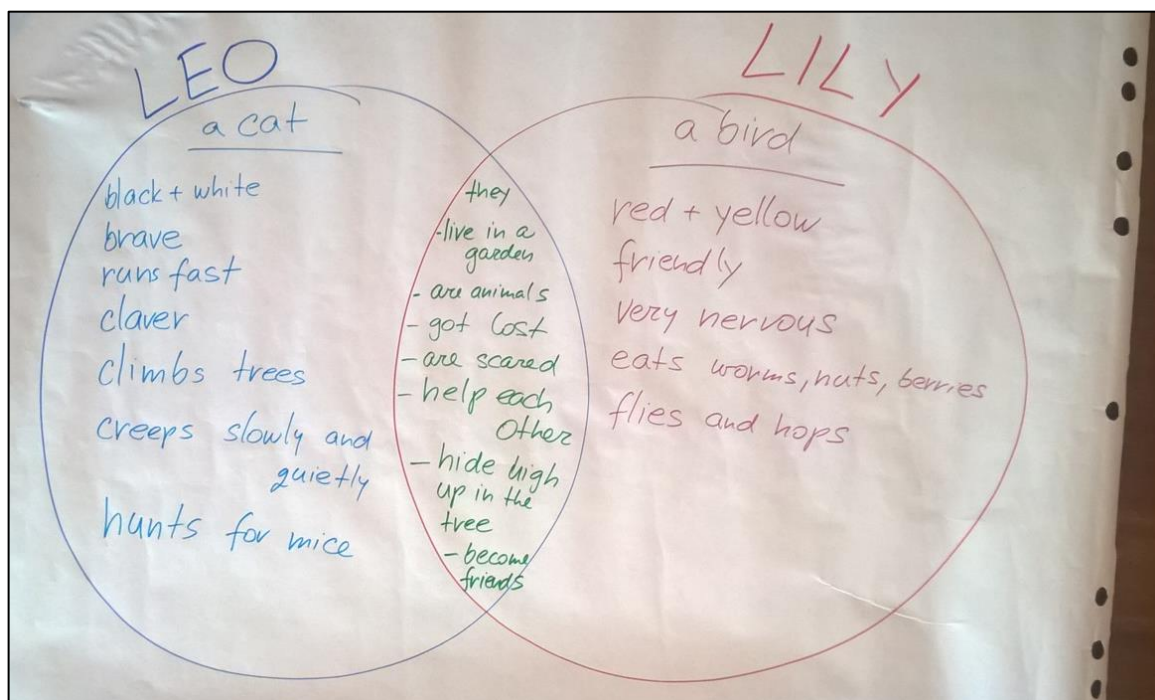 LEO
a cat
black + white
brave
runs fast
claver
climbs trees
creeps slowly and
quietly
hunts for mice
they
-live in a
garden
- are animals
- got lost
- are scared
- help each
Other
- hide high
up in the
tree
- become
friends
LILY
a bird
red + yellow
friendly
very nervous
eats worms, nuts, berries
flies and hops